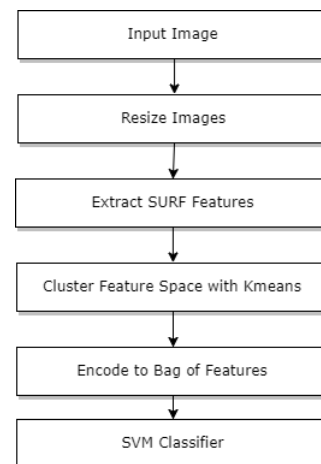 Input Image
Resize Images
Extract SURF Features
Cluster Feature Space with Kmeans
Encode to Bag of Features
SVM Classifier